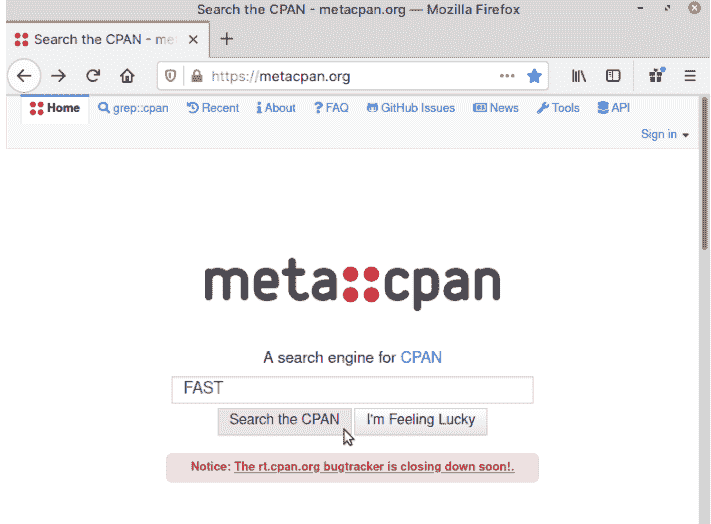 Search the CPAN - metacpan.org — Mozilla Firefox
Search the CPAN - me
https://metacpan.org
Home grep::cpan Recent About FAQ GitHub Issues News Tools API
Sign in
meta::cpan
A search engine for CPAN
FAST
Search the CPAN I'm Feeling Lucky
Notice: The rt.cpan.org bugtracker is closing down soon!.